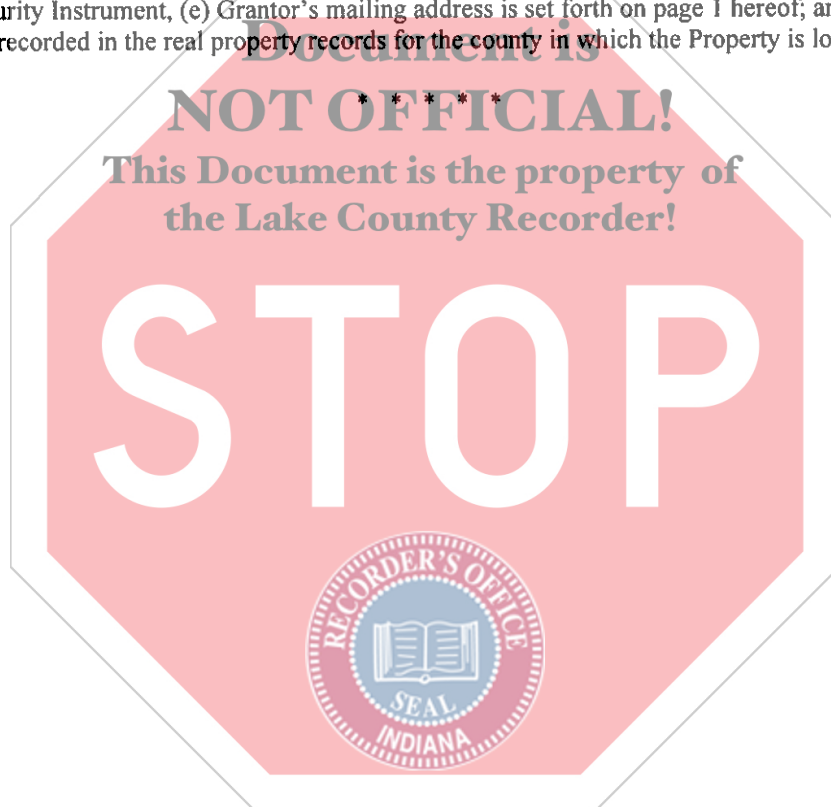 urity Instrument, (e) Grantor's mailing address is set forth on page 1 hereof; ar
recorded in the real property records for the county in which the Property is lo
Document is
* * * * *
NOT OFFICIAL!
This Document is the property of
the Lake County Recorder!
STOP
RECORDER'S OFFICE
SEAL
INDIANA